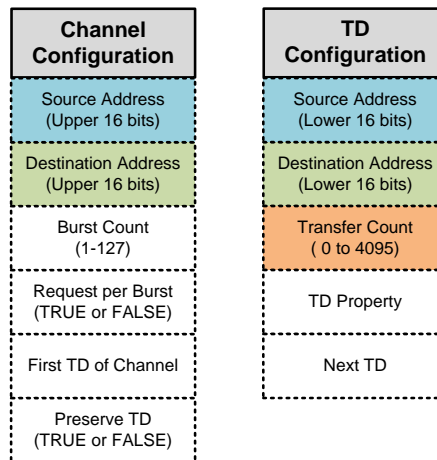 Channel
Configuration
Source Address
(Upper 16 bits)
Destination Address
(Upper 16 bits)
Burst Count
(1-127)
Request per Burst
(TRUE or FALSE)
First TD of Channel
Preserve TD
(TRUE or FALSE)
TD
Configuration
Source Address
(Lower 16 bits)
Destination Address
(Lower 16 bits)
Transfer Count
( 0 to 4095)
TD Property
Next TD